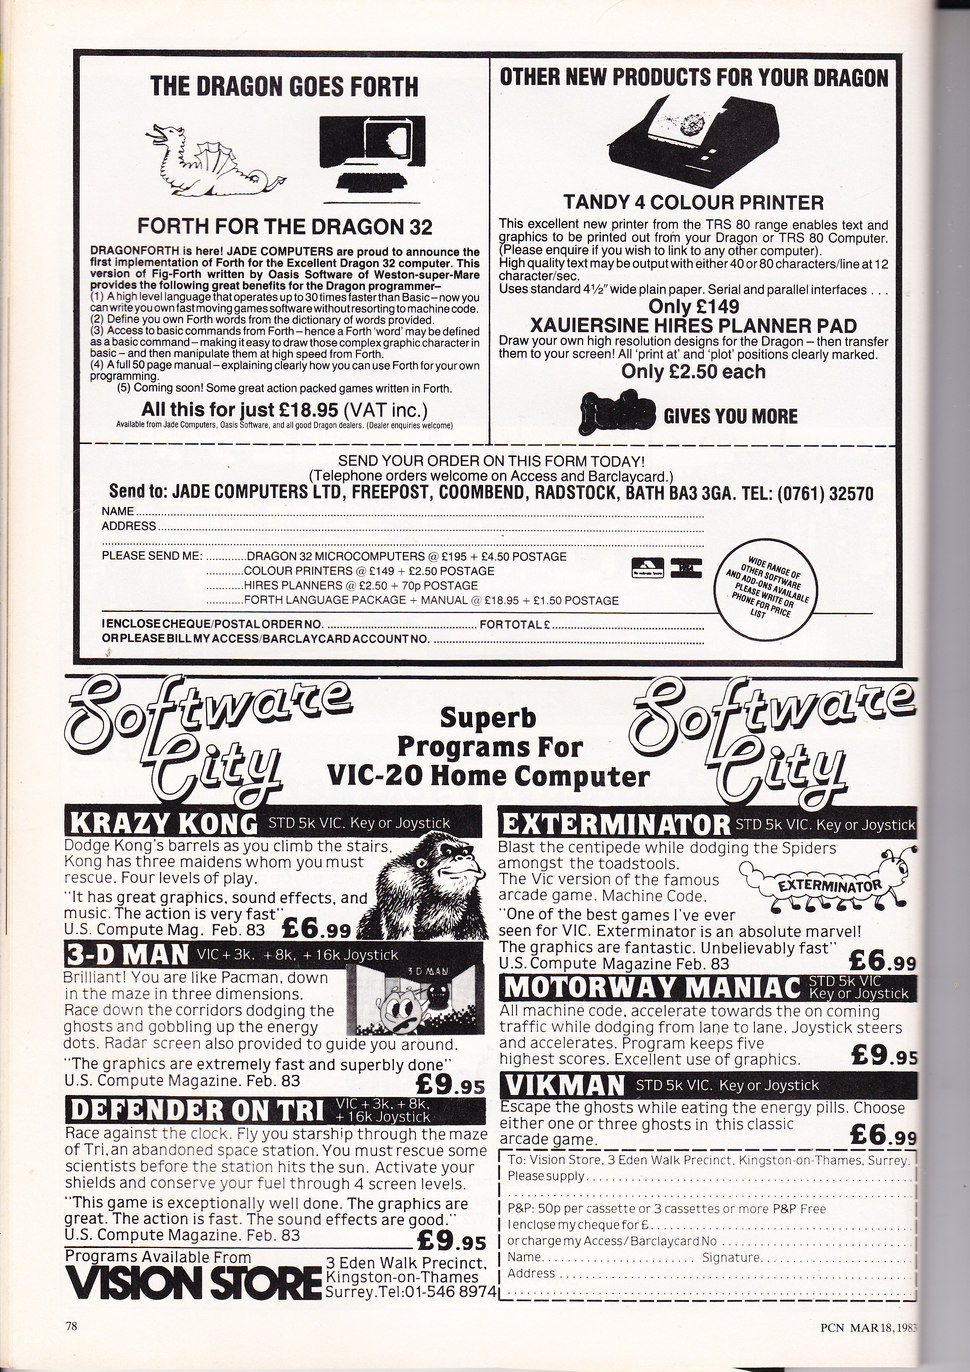 THE DRAGON GOES FORTH
FORTH FOR THE DRAGON 32
DRAGONFORTH is here! JADE COMPUTERS are proud to announce the
first implementation of Forth for the Excellent Dragon 32 computer. This
version of Fig-Forth written by Oasis Software of Weston-super-Mare
provides the following great benefits for the Dragon programmer–
(1) A high level language that operates up to 30 times faster than Basic – now you
can write you own fast moving games software without resorting to machine code.
(2) Define you own Forth words from the dictionary of words provided.
(3) Access to basic commands from Forth – hence a Forth 'word' may be defined
as a basic command – making it easy to draw those complex graphic character in
basic – and then manipulate them at high speed from Forth.
(4) A full 50 page manual – explaining clearly how you can use Forth for your own
programming.
(5) Coming soon! Some great action packed games written in Forth.
All this for just £18.95 (VAT inc.)
Available from Jade Computers, Oasis Software, and all good Dragon dealers. (Dealer enquiries welcome)
OTHER NEW PRODUCTS FOR YOUR DRAGON
TANDY 4 COLOUR PRINTER
This excellent new printer from the TRS 80 range enables text and
graphics to be printed out from your Dragon or TRS 80 Computer.
(Please enquire if you wish to link to any other computer).
High quality text may be output with either 40 or 80 characters/line at 12
character/sec.
Uses standard 4½" wide plain paper. Serial and parallel interfaces . . .
Only £149
XAUIERSINE HIRES PLANNER PAD
Draw your own high resolution designs for the Dragon – then transfer
them to your screen! All 'print at' and 'plot' positions clearly marked.
Only £2.50 each
Jade GIVES YOU MORE
SEND YOUR ORDER ON THIS FORM TODAY!
(Telephone orders welcome on Access and Barclaycard.)
Send to: JADE COMPUTERS LTD, FREEPOST, COOMBEND, RADSTOCK, BATH BA3 3GA. TEL: (0761) 32570
NAME
ADDRESS
PLEASE SEND ME: ............DRAGON 32 MICROCOMPUTERS @ £195 + £4.50 POSTAGE
...........COLOUR PRINTERS @ £149 + £2.50 POSTAGE
...........HIRES PLANNERS @ £2.50 + 70p POSTAGE
...........FORTH LANGUAGE PACKAGE + MANUAL @ £18.95 + £1.50 POSTAGE
I ENCLOSE CHEQUE/POSTAL ORDER NO. ............ FOR TOTAL £
OR PLEASE BILL MY ACCESS/BARCLAYCARD ACCOUNT NO.
VISA
WIDE RANGE OF
OTHER SOFTWARE
AND ADD-ONS AVAILABLE
PLEASE WRITE OR
PHONE FOR PRICE
LIST
Software
City
Superb
Programs For
VIC-20 Home Computer
Software
City
KRAZY KONG STD 5k VIC. Key or Joystick
Dodge Kong's barrels as you climb the stairs.
Kong has three maidens whom you must
rescue. Four levels of play.
"It has great graphics, sound effects, and
music. The action is very fast"
U.S. Compute Mag. Feb. 83 £6.99
3-D MAN VIC + 3k, + 8k, + 16k Joystick
Brilliant! You are like Pacman, down
in the maze in three dimensions.
Race down the corridors dodging the
ghosts and gobbling up the energy
dots. Radar screen also provided to guide you around.
3 D MAN
"The graphics are extremely fast and superbly done"
U.S. Compute Magazine. Feb. 83 £9.95
DEFENDER ON TRI VIC + 3k, + 8k,
+ 16k Joystick
Race against the clock. Fly you starship through the maze
of Tri, an abandoned space station. You must rescue some
scientists before the station hits the sun. Activate your
shields and conserve your fuel through 4 screen levels.
"This game is exceptionally well done. The graphics are
great. The action is fast. The sound effects are good."
U.S. Compute Magazine. Feb. 83 £9.95
Programs Available From
VISION STORE
3 Eden Walk Precinct,
Kingston-on-Thames
Surrey. Tel: 01-546 8974
EXTERMINATOR STD 5k VIC. Key or Joystick
Blast the centipede while dodging the Spiders
amongst the toadstools.
The Vic version of the famous
arcade game. Machine Code.
EXTERMINATOR
"One of the best games I've ever
seen for VIC. Exterminator is an absolute marvel!
The graphics are fantastic. Unbelievably fast"
U.S. Compute Magazine Feb. 83 £6.99
MOTORWAY MANIAC STD 5k VIC
Key or Joystick
All machine code, accelerate towards the on coming
traffic while dodging from lane to lane. Joystick steers
and accelerates. Program keeps five
highest scores. Excellent use of graphics. £9.95
VIKMAN STD 5k VIC. Key or Joystick
Escape the ghosts while eating the energy pills. Choose
either one or three ghosts in this classic
arcade game. £6.99
To: Vision Store, 3 Eden Walk Precinct, Kingston-on-Thames, Surrey.
Please supply
P&P: 50p per cassette or 3 cassettes or more P&P Free
I enclose my cheque for £
or charge my Access/Barclaycard No
Name.................... Signature
Address
78
PCN MAR 18, 1983